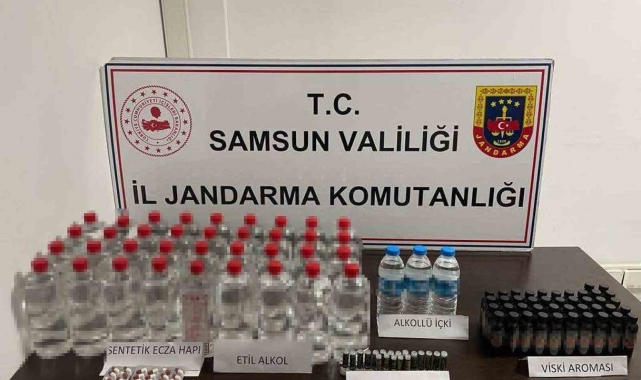 T.C.
SAMSUN VALİLİĞİ
İL JANDARMA KOMUTANLIĞI
JANDARMA
ALKOLLÜ İÇKİ
SENTETİK ECZA HAPI
ETİL ALKOL
VİSKİ AROMASI